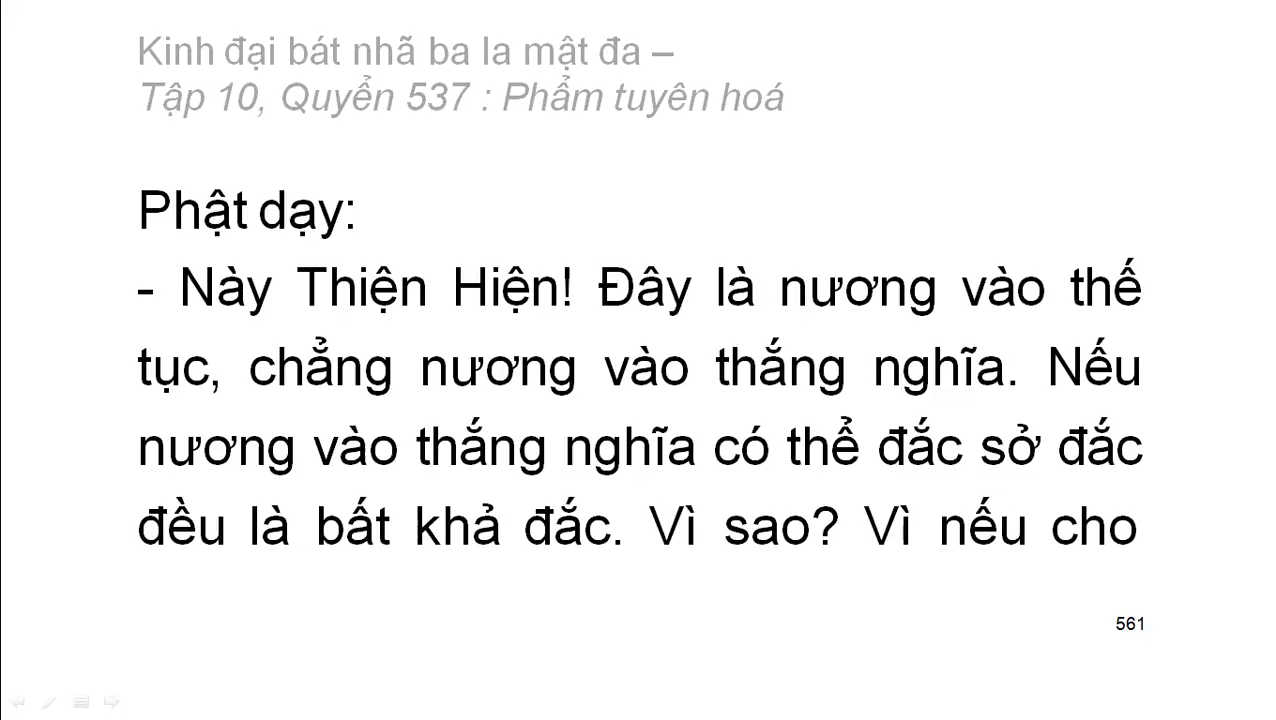 Kinh đại bát nhã ba la mật đa –
Tập 10, Quyển 537 : Phẩm tuyên hoá
Phật dạy:
- Này Thiện Hiện! Đây là nương vào thế
tục, chẳng nương vào thắng nghĩa. Nếu
nương vào thắng nghĩa có thể đắc sở đắc
đều là bất khả đắc. Vì sao? Vì nếu cho
561